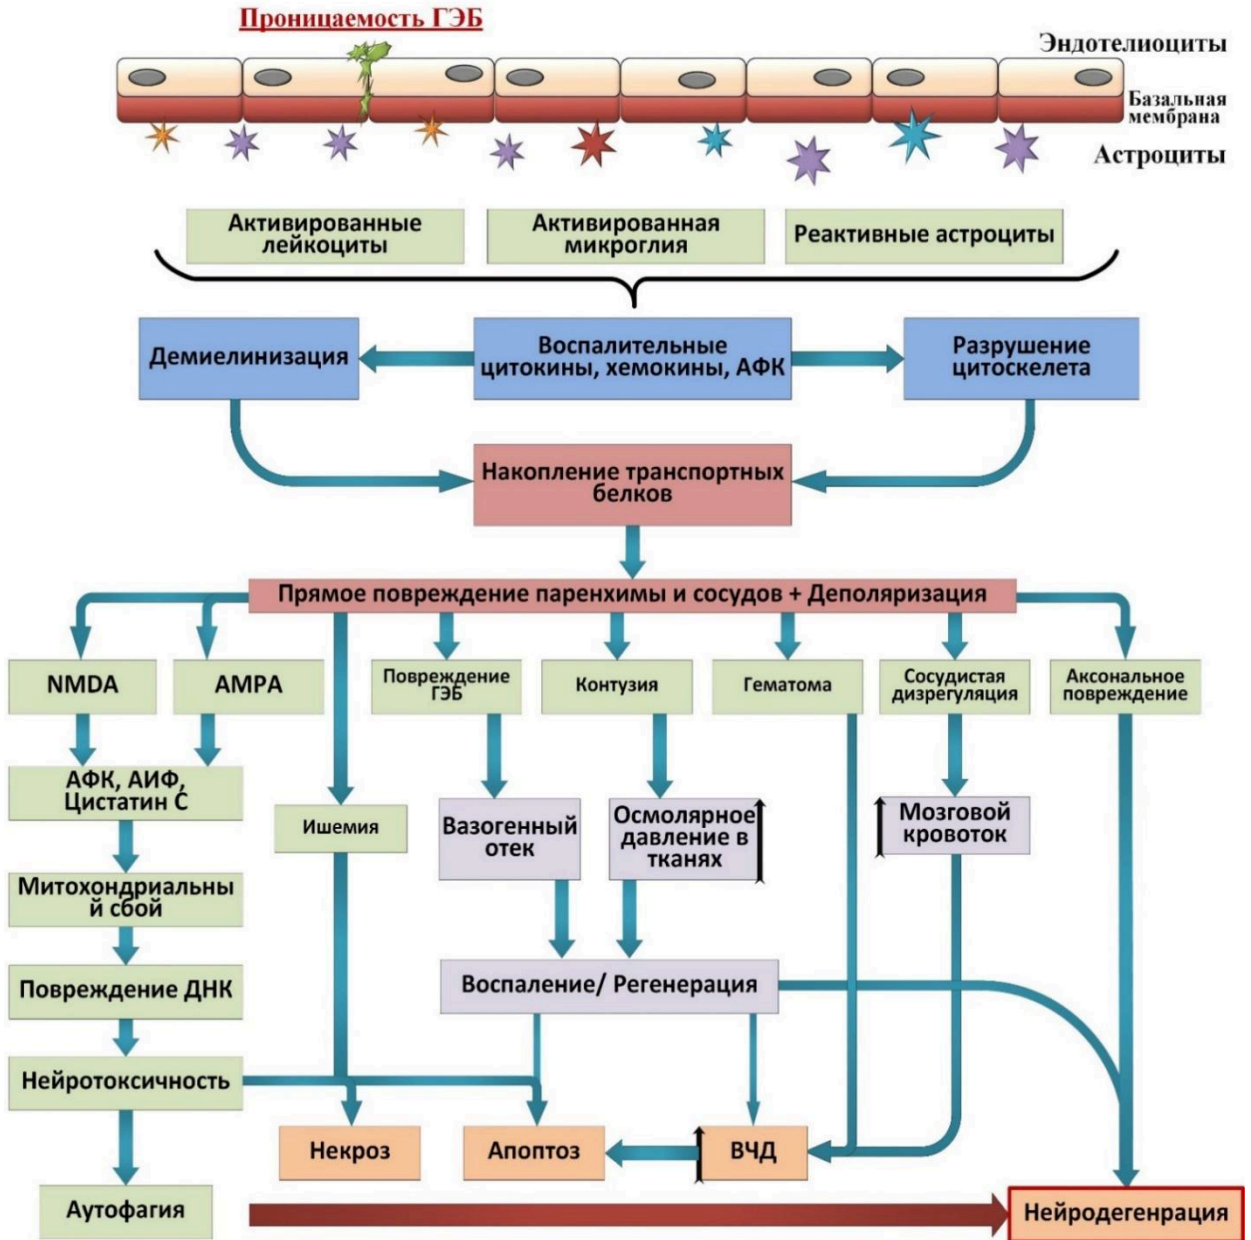 Проницаемость ГЭБ
Эндотелиоциты
Базальная
мембрана
Астроциты
Активированные
лейкоциты
Активированная
микроглия
Реактивные астроциты
Демиелинизация
Воспалительные
цитокины, хемокины, АФК
Разрушение
цитоскелета
Накопление транспортных
белков
Прямое повреждение паренхимы и сосудов + Деполяризация
NMDA
AMPA
Повреждение
ГЭБ
Контузия
Гематома
Сосудистая
дизрегуляция
Аксональное
повреждение
АФК, АИФ,
Цистатин С
Ишемия
Вазогенный
отек
Осмолярное
давление в
тканях
Мозговой
кровоток
Митохондриальны
й сбой
Повреждение ДНК
Воспаление/ Регенерация
Нейротоксичность
Некроз
Апоптоз
ВЧД
Аутофагия
Нейродегенрация